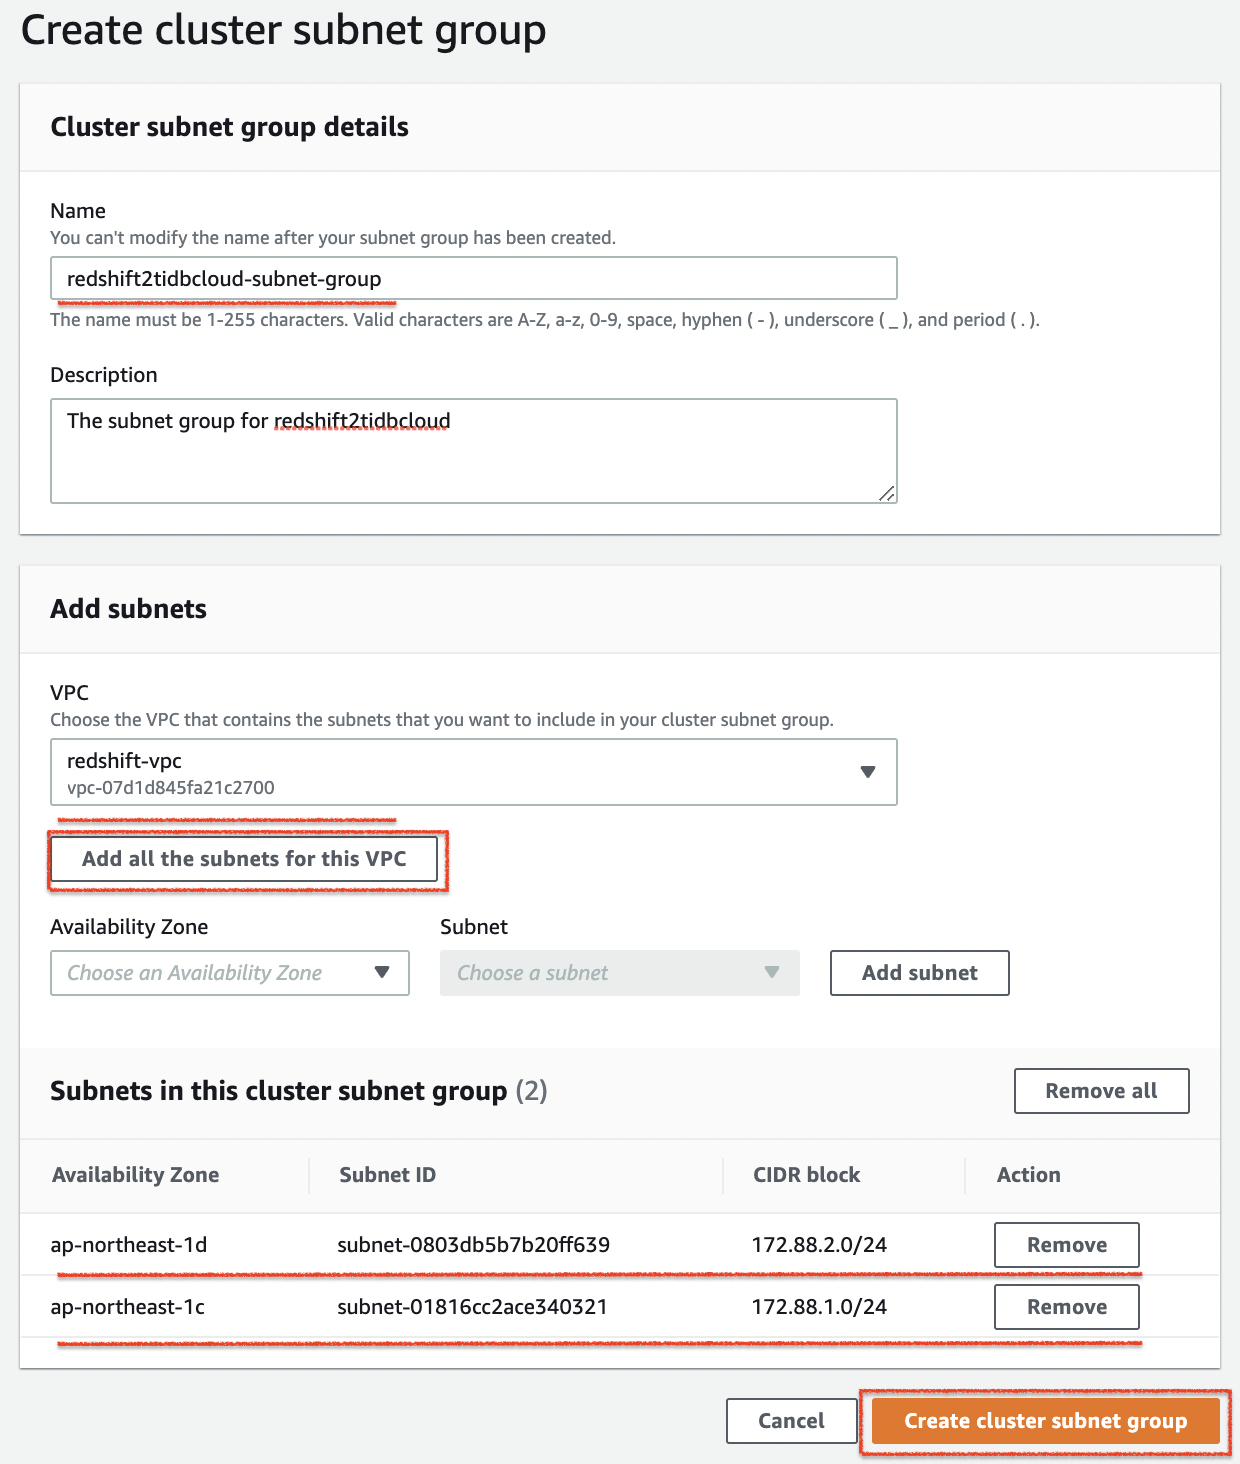 Create cluster subnet group
Cluster subnet group details
Name
You can't modify the name after your subnet group has been created.
redshift2tidbcloud-subnet-group
The name must be 1-255 characters. Valid characters are A-Z, a-z, 0-9, space, hyphen ( - ), underscore ( _ ), and period ( . ).
Description
The subnet group for redshift2tidbcloud
Add subnets
VPC
Choose the VPC that contains the subnets that you want to include in your cluster subnet group.
redshift-vpc
vpc-07d1d845fa21c2700
Add all the subnets for this VPC
Availability Zone Subnet
Choose an Availability Zone Choose a subnet Add subnet
Subnets in this cluster subnet group (2) Remove all
Availability Zone Subnet ID CIDR block Action
ap-northeast-1d subnet-0803db5b7b20ff639 172.88.2.0/24 Remove
ap-northeast-1c subnet-01816cc2ace340321 172.88.1.0/24 Remove
Cancel Create cluster subnet group